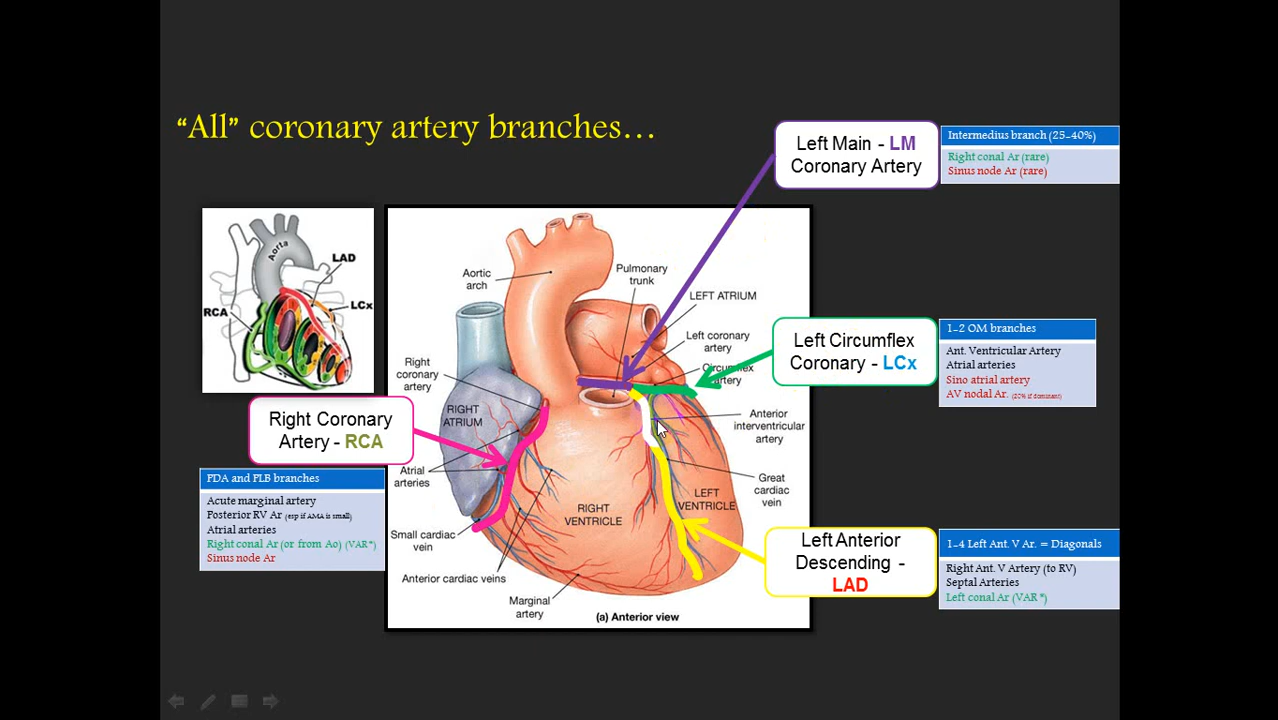 “All” coronary artery branches…
Left Main - LM
Coronary Artery
Intermedius branch (25-40%)
Right conal Ar (rare)
Sinus node Ar (rare)
Aorta
LAD
LCx
RCA
Aortic
arch
Pulmonary
trunk
LEFT ATRIUM
Left coronary
artery
Circumflex
artery
Right
coronary
artery
RIGHT
ATRIUM
Anterior
interventricular
artery
Atrial
arteries
Great
cardiac
vein
LEFT
VENTRICLE
RIGHT
VENTRICLE
Small cardiac
vein
Anterior cardiac veins
Marginal
artery
(a) Anterior view
Left Circumflex
Coronary - LCx
1-2 OM branches
Ant. Ventricular Artery
Atrial arteries
Sino atrial artery
AV nodal Ar. (20% if dominant)
Right Coronary
Artery - RCA
PDA and PLB branches
Acute marginal artery
Posterior RV Ar (esp if AMA is small)
Atrial arteries
Right conal Ar (or from Ao) (VAR*)
Sinus node Ar
Left Anterior
Descending -
LAD
1-4 Left Ant. V Ar. = Diagonals
Right Ant. V Artery (to RV)
Septal Arteries
Left conal Ar (VAR*)